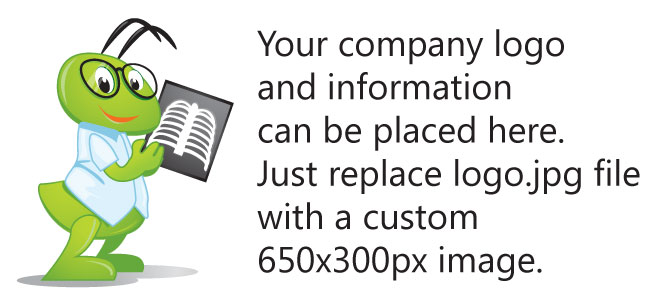 Your company logo
and information
can be placed here.
Just replace logo.jpg file
with a custom
650x300px image.